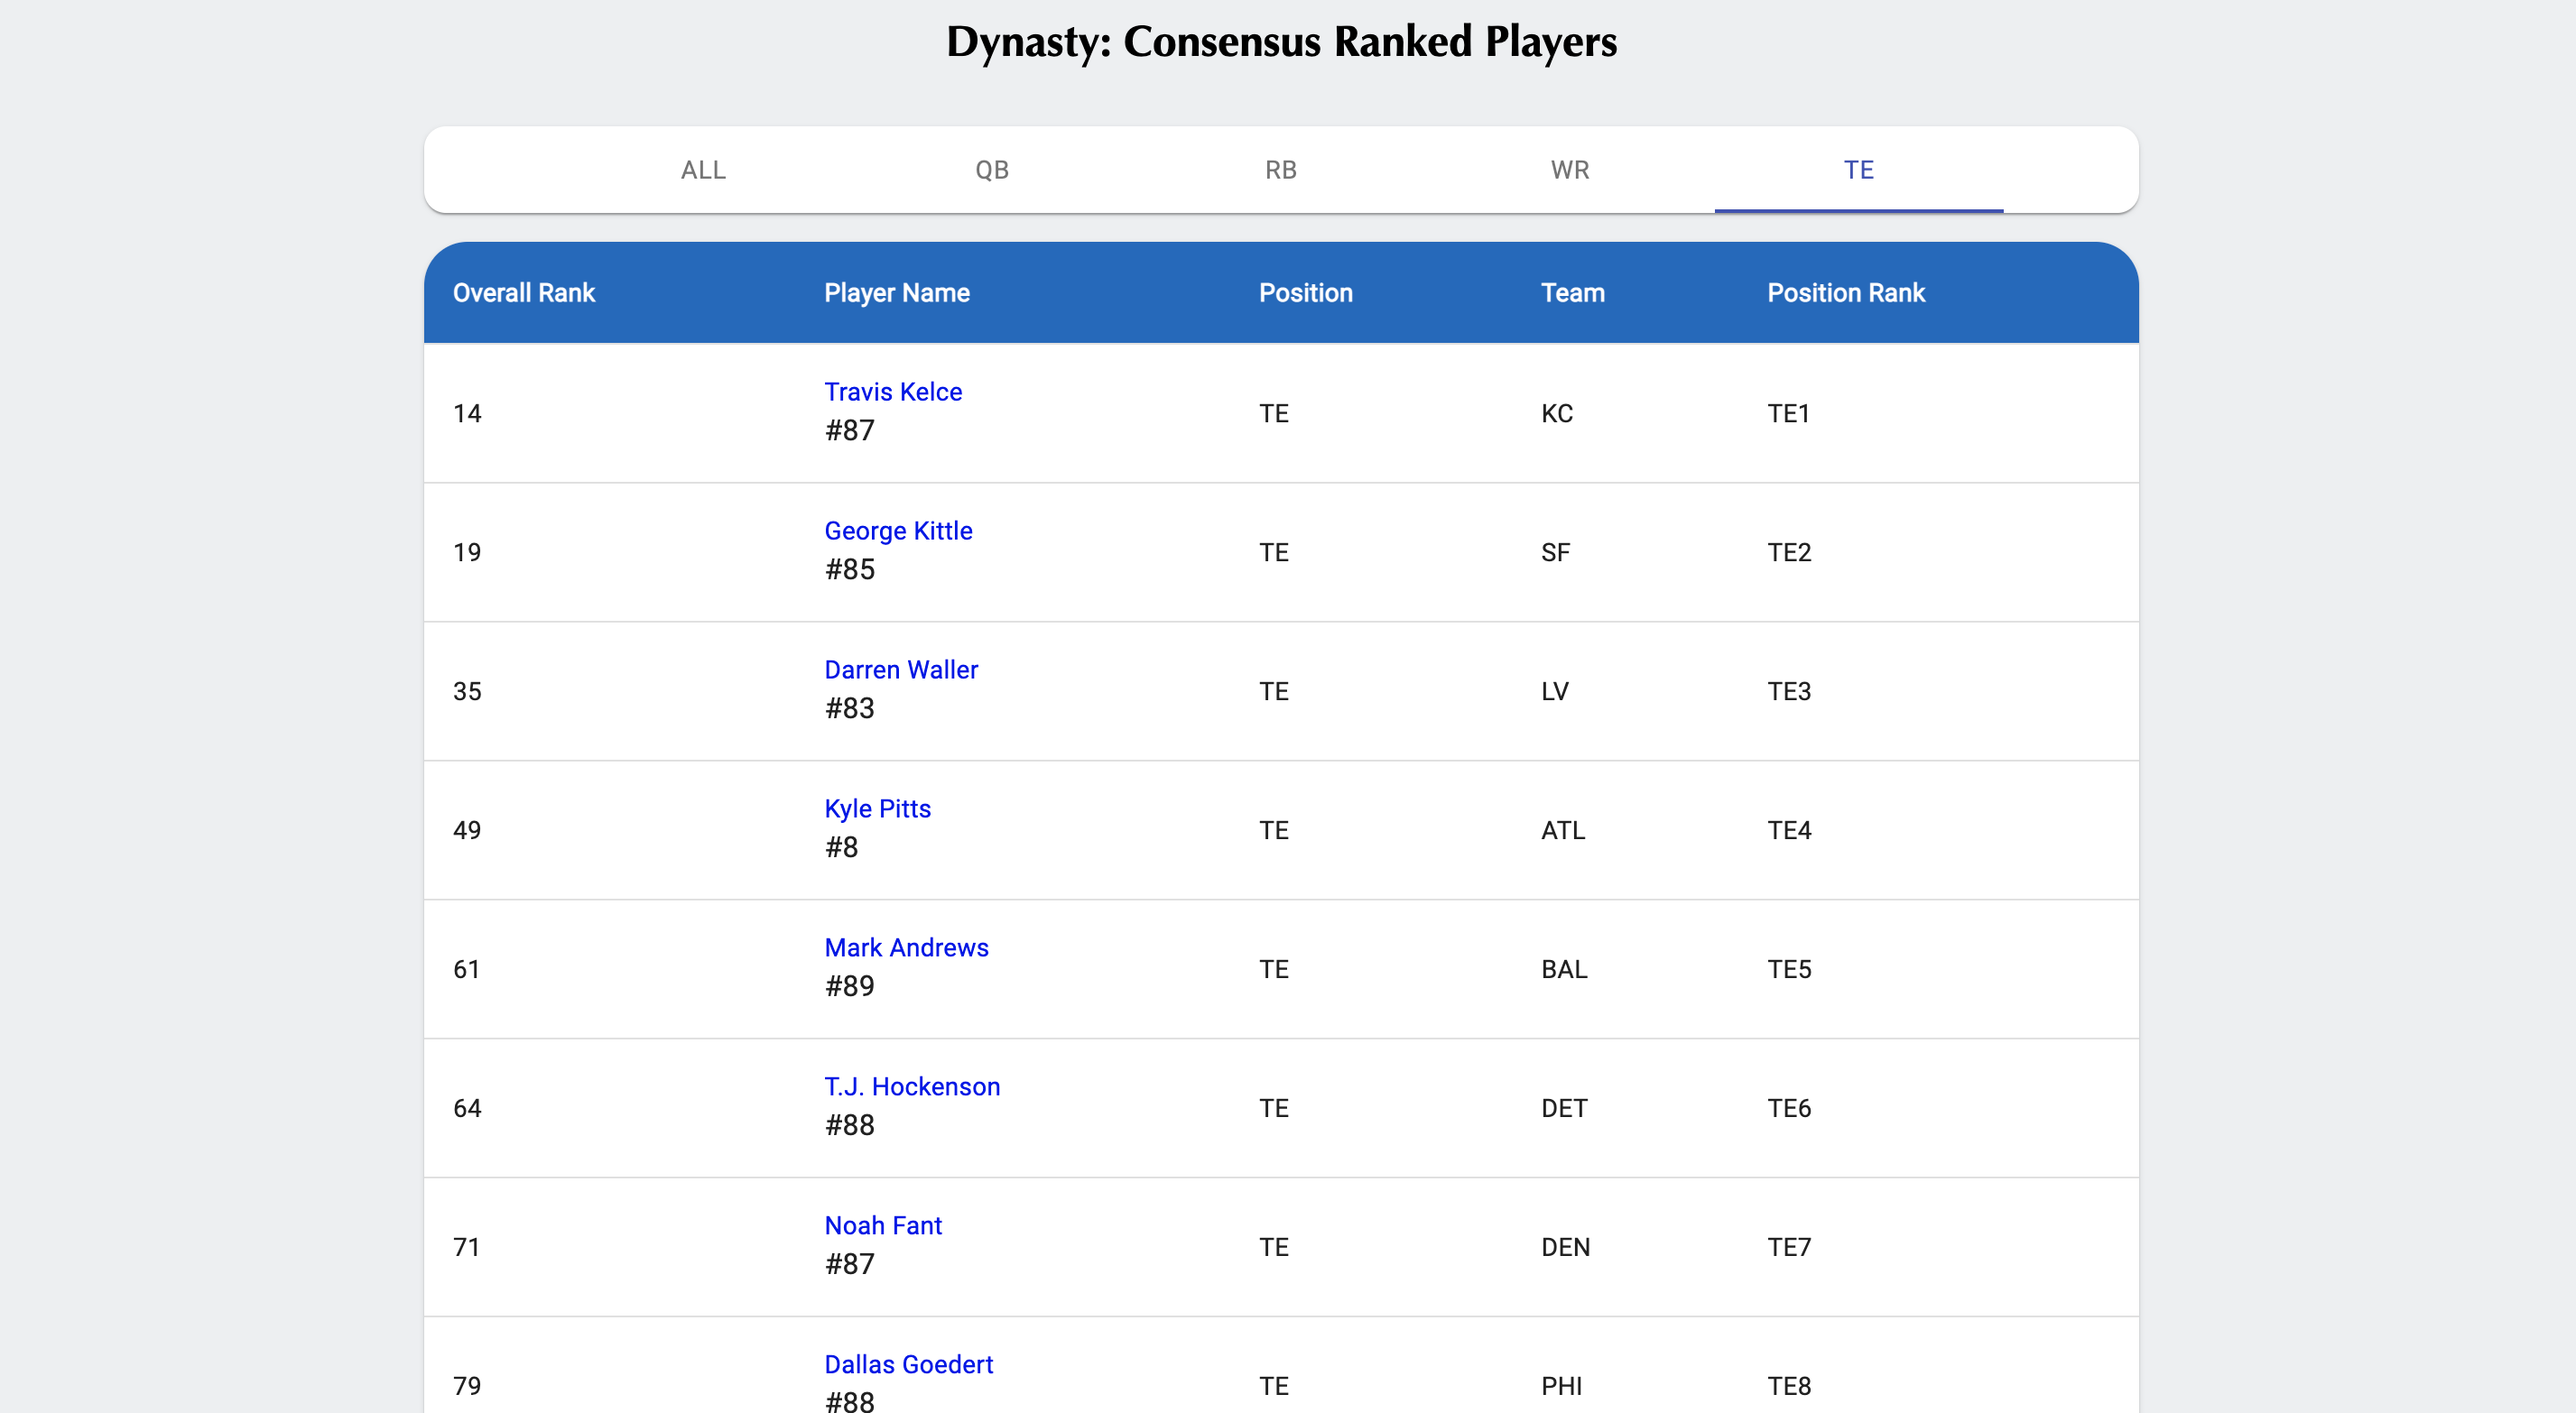 Dynasty: Consensus Ranked Players
ALL QB RB WR TE
Overall Rank Player Name Position Team Position Rank
14 Travis Kelce #87 TE KC TE1
19 George Kittle #85 TE SF TE2
35 Darren Waller #83 TE LV TE3
49 Kyle Pitts #8 TE ATL TE4
61 Mark Andrews #89 TE BAL TE5
64 T.J. Hockenson #88 TE DET TE6
71 Noah Fant #87 TE DEN TE7
79 Dallas Goedert #88 TE PHI TE8